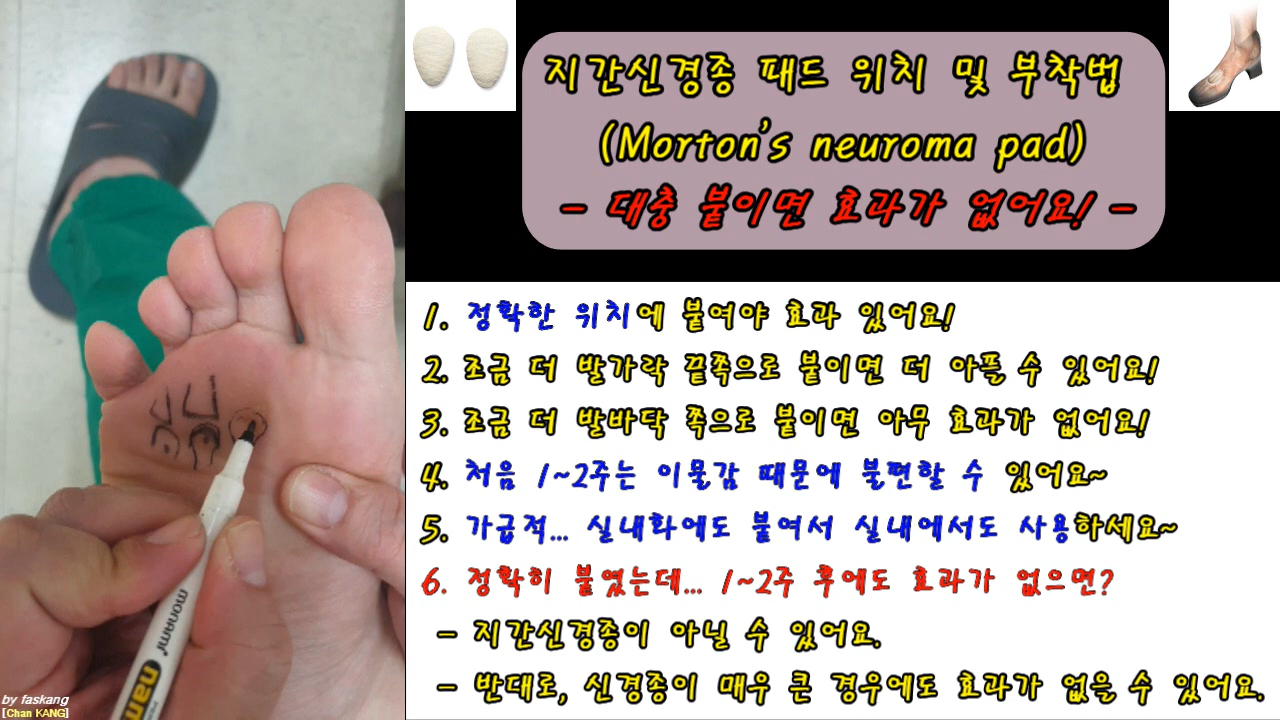 지간신경종 패드 위치 및 부착법
(Morton's neuroma pad)
- 대충 붙이면 효과가 없어요! -
1. 정확한 위치에 붙여야 효과 있어요!
2. 조금 더 발가락 끝쪽으로 붙이면 더 아플 수 있어요!
3. 조금 더 발바닥 쪽으로 붙이면 아무 효과가 없어요!
4. 처음 1~2주는 이물감 때문에 불편할 수 있어요~
5. 가급적... 실내화에도 붙여서 실내에서도 사용하세요~
6. 정확히 붙였는데... 1~2주 후에도 효과가 없으면?
- 지간신경종이 아닐 수 있어요.
- 반대로, 신경종이 매우 큰 경우에도 효과가 없을 수 있어요.
monami
nam
by faskang
[Chan KANG]